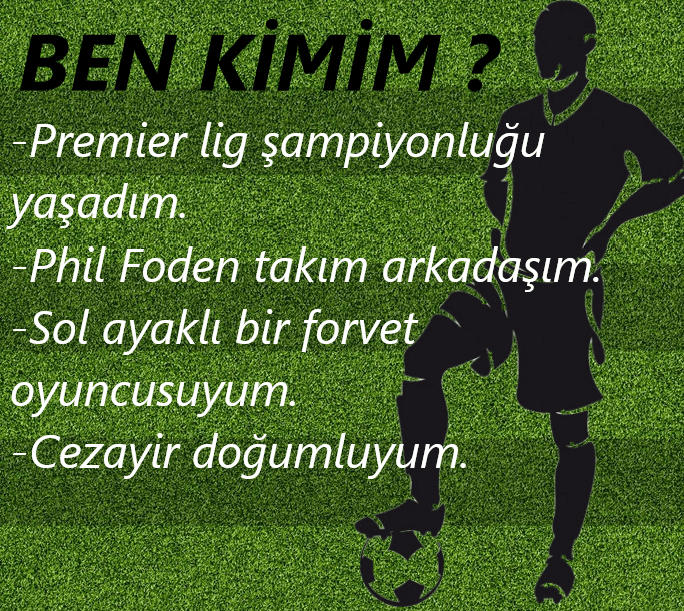 BEN KİMİM ?
-Premier lig şampiyonluğu
yaşadım.
-Phil Foden takım arkadaşım.
-Sol ayaklı bir forvet
oyuncusuyum.
-Cezayir doğumluyum.